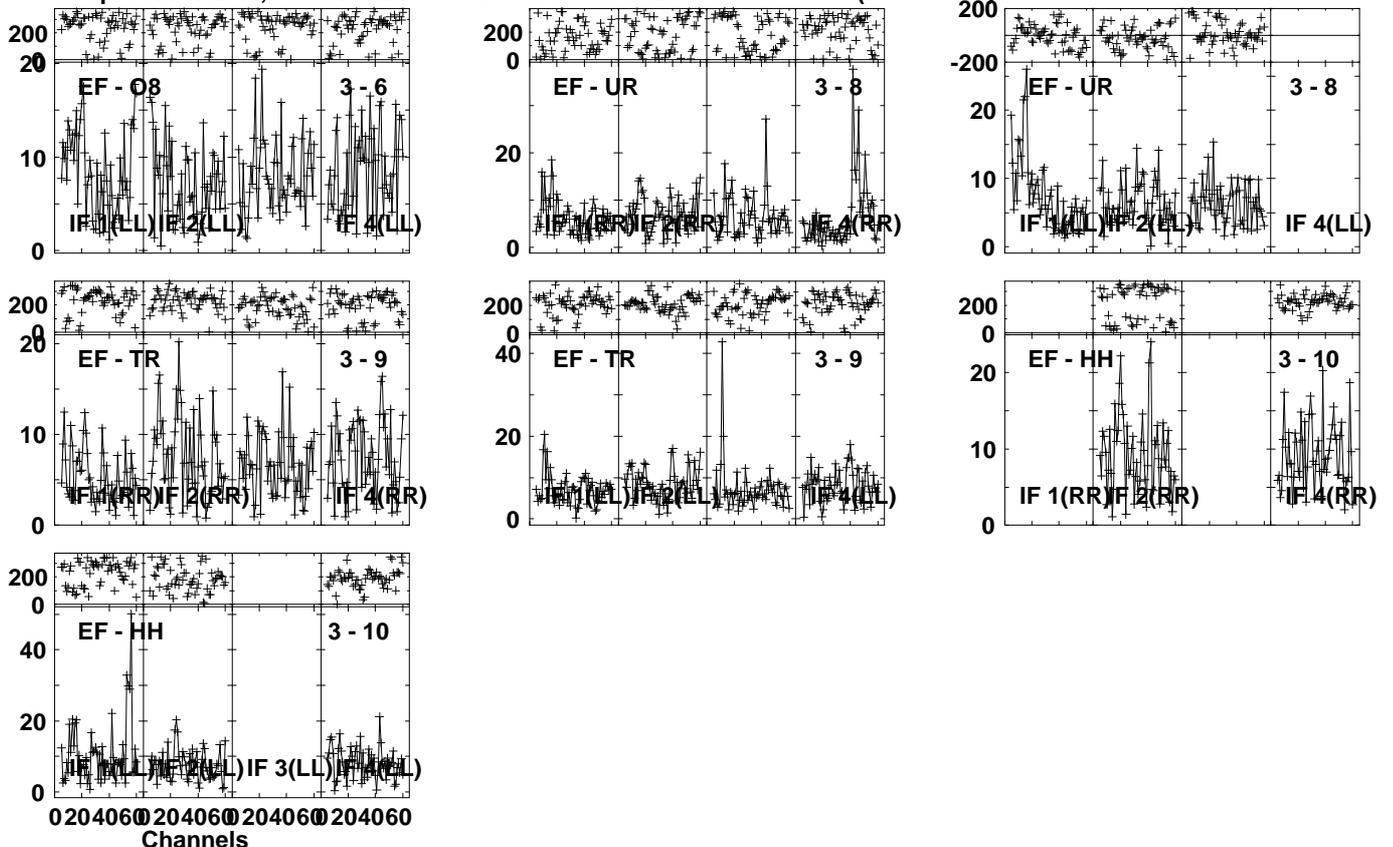 200
0
20
EF - O8
3 - 6
10
IF 1(LL)
IF 2(LL)
IF 4(LL)
0
200
0
EF - UR
3 - 8
20
IF 1(RR)
IF 2(RR)
IF 4(RR)
0
200
-200
EF - UR
3 - 8
20
10
IF 1(LL)
IF 2(LL)
IF 4(LL)
0
200
0
20
EF - TR
3 - 9
10
IF 1(RR)
IF 2(RR)
IF 4(RR)
0
200
0
40
EF - TR
3 - 9
20
IF 1(LL)
IF 2(LL)
IF 4(LL)
0
200
0
EF - HH
3 - 10
20
10
IF 1(RR)
IF 2(RR)
IF 4(RR)
0
200
0
EF - HH
3 - 10
40
20
IF 1(LL)
IF 2(LL)
IF 3(LL)
IF 4(LL)
0
0 20 40 60 0 20 40 60 0 20 40 60 0 20 40 60
Channels